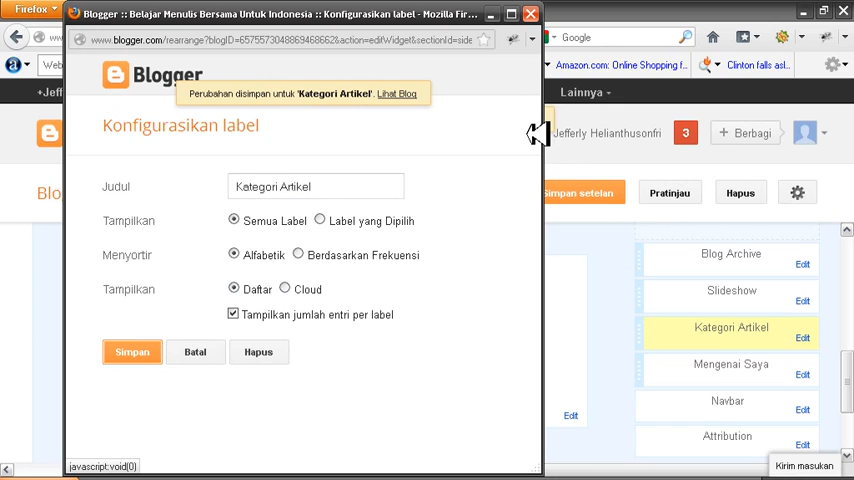 Firefox
Blogger :: Belajar Menulis Bersama Untuk Indonesia :: Konfigurasikan label - Mozilla Fir...
www.blogger.com/rearrange?blogID=6575573048869468662&action=editWidget&sectionId=side
Google
Web
Amazon.com: Online Shopping f...
Clinton falls asl...
+Jeff
Lainnya
Blogger
Perubahan disimpan untuk 'Kategori Artikel'. Lihat Blog
Konfigurasikan label
Jefferly Helianthusonfri
3
+ Berbagi
Blo
Judul
Kategori Artikel
Simpan setelan
Pratinjau
Hapus
Tampilkan
Semua Label
Label yang Dipilih
Menyortir
Alfabetik
Berdasarkan Frekuensi
Tampilkan
Daftar
Cloud
Tampilkan jumlah entri per label
Simpan
Batal
Hapus
Blog Archive
Edit
Slideshow
Edit
Kategori Artikel
Edit
Mengenai Saya
Edit
Navbar
Edit
Edit
Attribution
Edit
Kirim masukan
javascript:void(0)